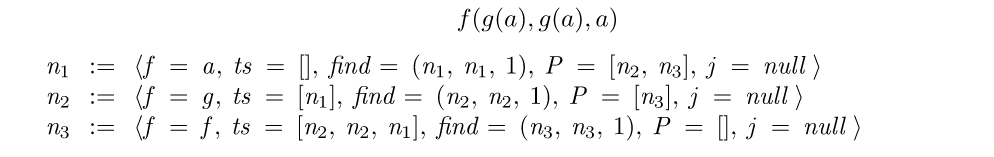 f(g(a), g(a), a)
n₁ := ⟨f = a, ts = [], find = (n₁, n₁, 1), P = [n₂, n₃], j = null⟩
n₂ := ⟨f = g, ts = [n₁], find = (n₂, n₂, 1), P = [n₃], j = null⟩
n₃ := ⟨f = f, ts = [n₂, n₂, n₁], find = (n₃, n₃, 1), P = [], j = null⟩